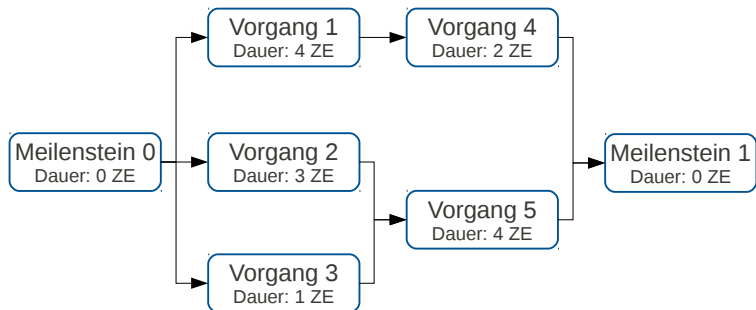 Vorgang 1
Dauer: 4 ZE
Vorgang 4
Dauer: 2 ZE
Meilenstein 0
Dauer: 0 ZE
Vorgang 2
Dauer: 3 ZE
Meilenstein 1
Dauer: 0 ZE
Vorgang 5
Dauer: 4 ZE
Vorgang 3
Dauer: 1 ZE